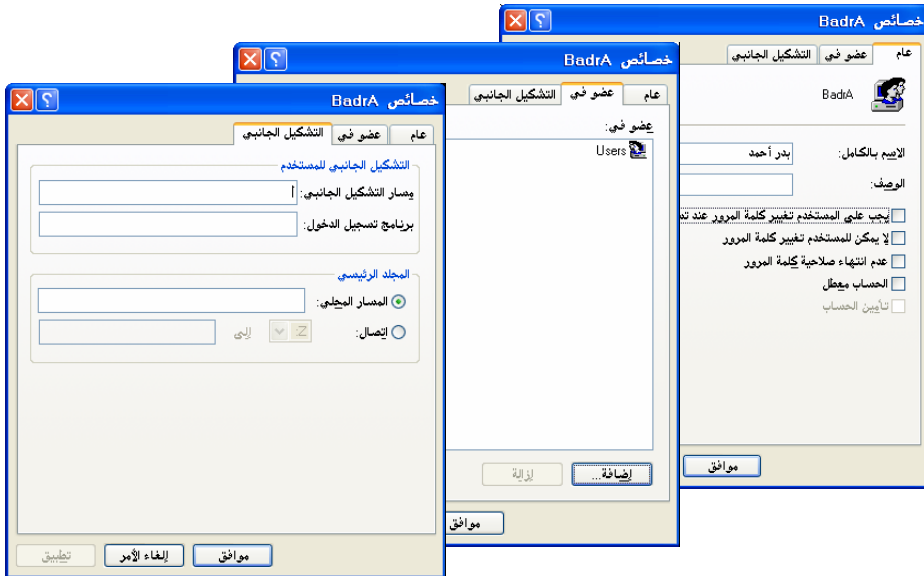 خصائص BadrA
عام
عضو في
التشكيل الجانبي
BadrA
الاسم بالكامل:
بدر أحمد
الوصف:
يجب على المستخدم تغيير كلمة المرور عند
لا يمكن للمستخدم تغيير كلمة المرور
عدم انتهاء صلاحية كلمة المرور
الحساب معطل
تأمين الحساب
موافق
خصائص BadrA
عام
عضو في
التشكيل الجانبي
عضو في:
Users
إضافة...
إزالة
موافق
خصائص BadrA
عام
عضو في
التشكيل الجانبي
التشكيل الجانبي للمستخدم
مسار التشكيل الجانبي:
برنامج تسجيل الدخول:
المجلد الرئيسي
المسار المحلي:
اتصال:
Z:
إلى
موافق
إلغاء الأمر
تطبيق